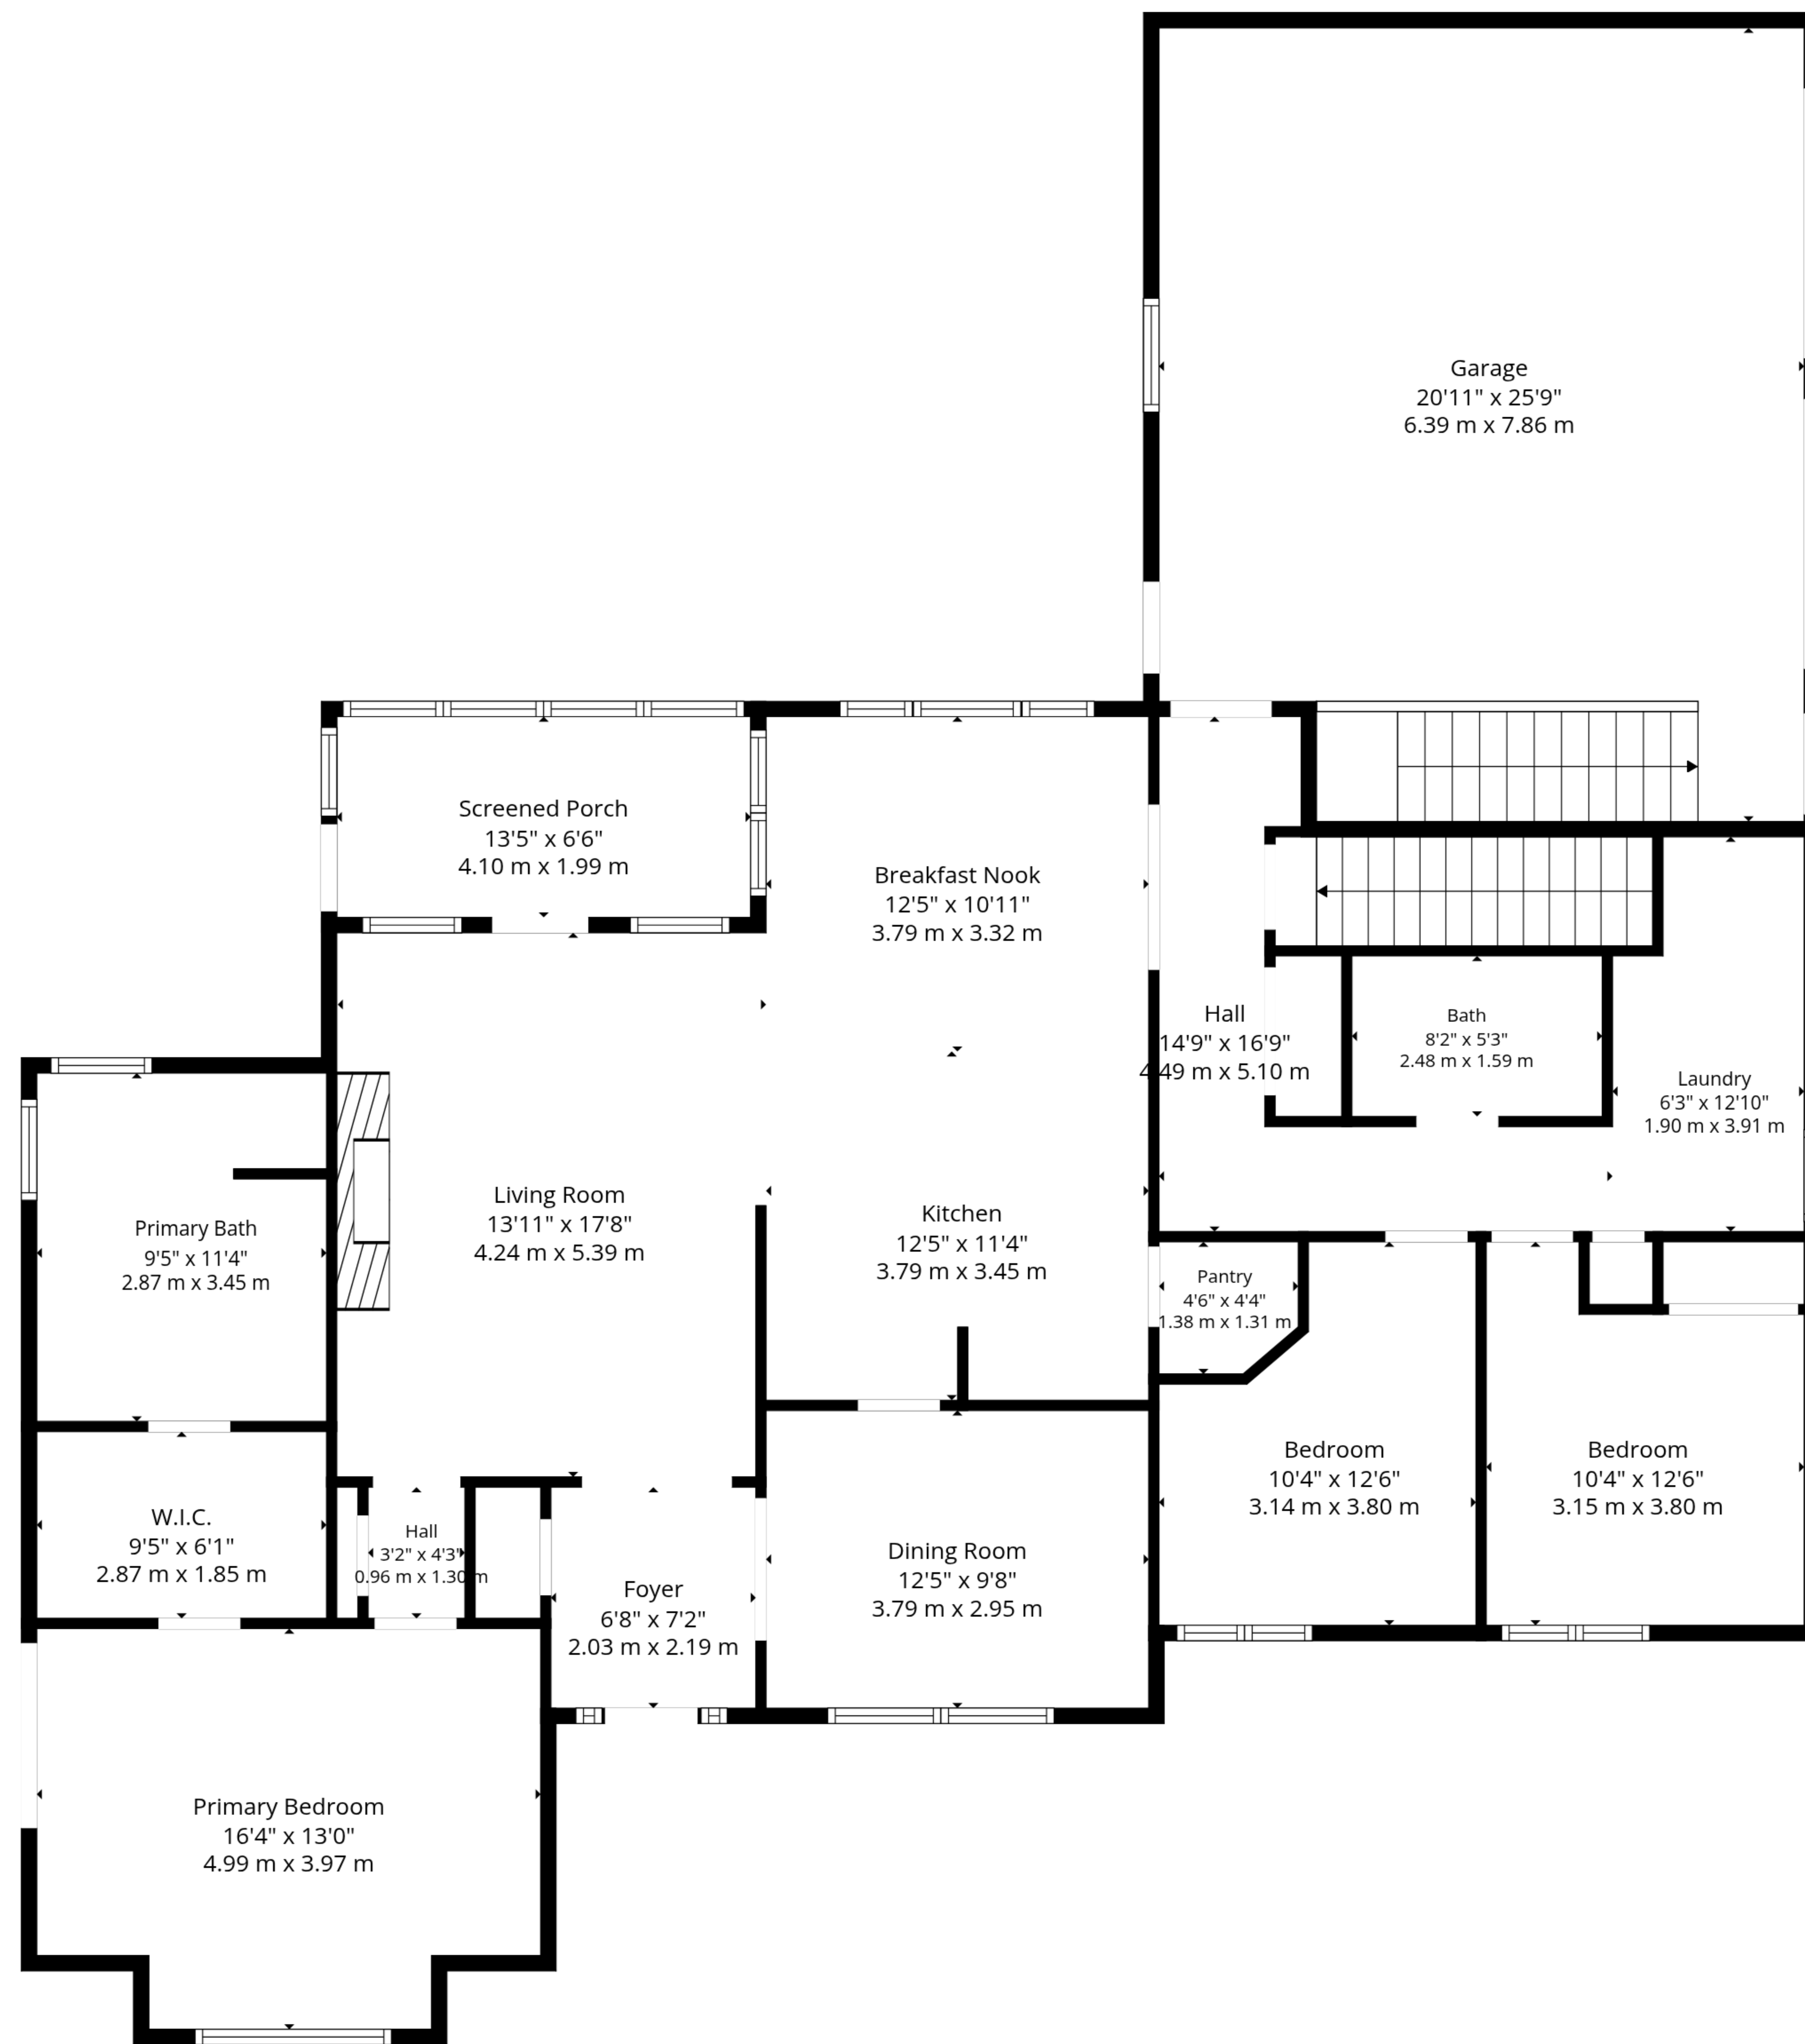 Garage
20'11" x 25'9"
6.39 m x 7.86 m
Screened Porch
13'5" x 6'6"
4.10 m x 1.99 m
Breakfast Nook
12'5" x 10'11"
3.79 m x 3.32 m
Hall
14'9" x 16'9"
4.49 m x 5.10 m
Bath
8'2" x 5'3"
2.48 m x 1.59 m
Laundry
6'3" x 12'10"
1.90 m x 3.91 m
Primary Bath
9'5" x 11'4"
2.87 m x 3.45 m
Living Room
13'11" x 17'8"
4.24 m x 5.39 m
Kitchen
12'5" x 11'4"
3.79 m x 3.45 m
Pantry
4'6" x 4'4"
1.38 m x 1.31 m
Bedroom
10'4" x 12'6"
3.14 m x 3.80 m
Bedroom
10'4" x 12'6"
3.15 m x 3.80 m
W.I.C.
9'5" x 6'1"
2.87 m x 1.85 m
Hall
3'2" x 4'3"
0.96 m x 1.30 m
Foyer
6'8" x 7'2"
2.03 m x 2.19 m
Dining Room
12'5" x 9'8"
3.79 m x 2.95 m
Primary Bedroom
16'4" x 13'0"
4.99 m x 3.97 m